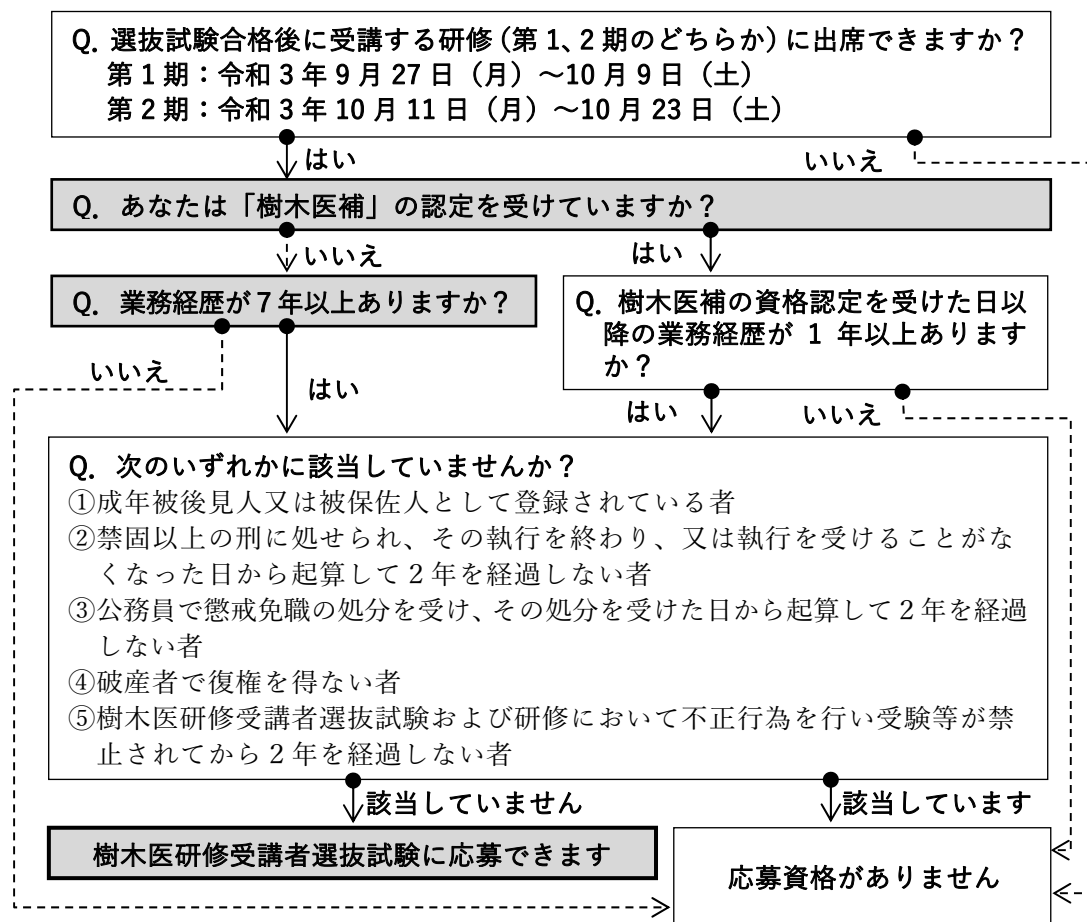 Q. 選抜試験合格後に受講する研修（第1、2期のどちらか）に出席できますか？
第1期：令和3年9月27日（月）～10月9日（土）
第2期：令和3年10月11日（月）～10月23日（土）
はい
いいえ
Q. あなたは「樹木医補」の認定を受けていますか？
いいえ
はい
Q. 業務経歴が7年以上ありますか？
Q. 樹木医補の資格認定を受けた日以
降の業務経歴が 1 年以上あります
か？
いいえ
はい
はい
いいえ
Q. 次のいずれかに該当していませんか？
①成年被後見人又は被保佐人として登録されている者
②禁固以上の刑に処せられ、その執行を終わり、又は執行を受けることがな
くなった日から起算して２年を経過しない者
③公務員で懲戒免職の処分を受け、その処分を受けた日から起算して２年を経過
しない者
④破産者で復権を得ない者
⑤樹木医研修受講者選抜試験および研修において不正行為を行い受験等が禁
止されてから２年を経過しない者
該当していません
該当しています
樹木医研修受講者選抜試験に応募できます
応募資格がありません